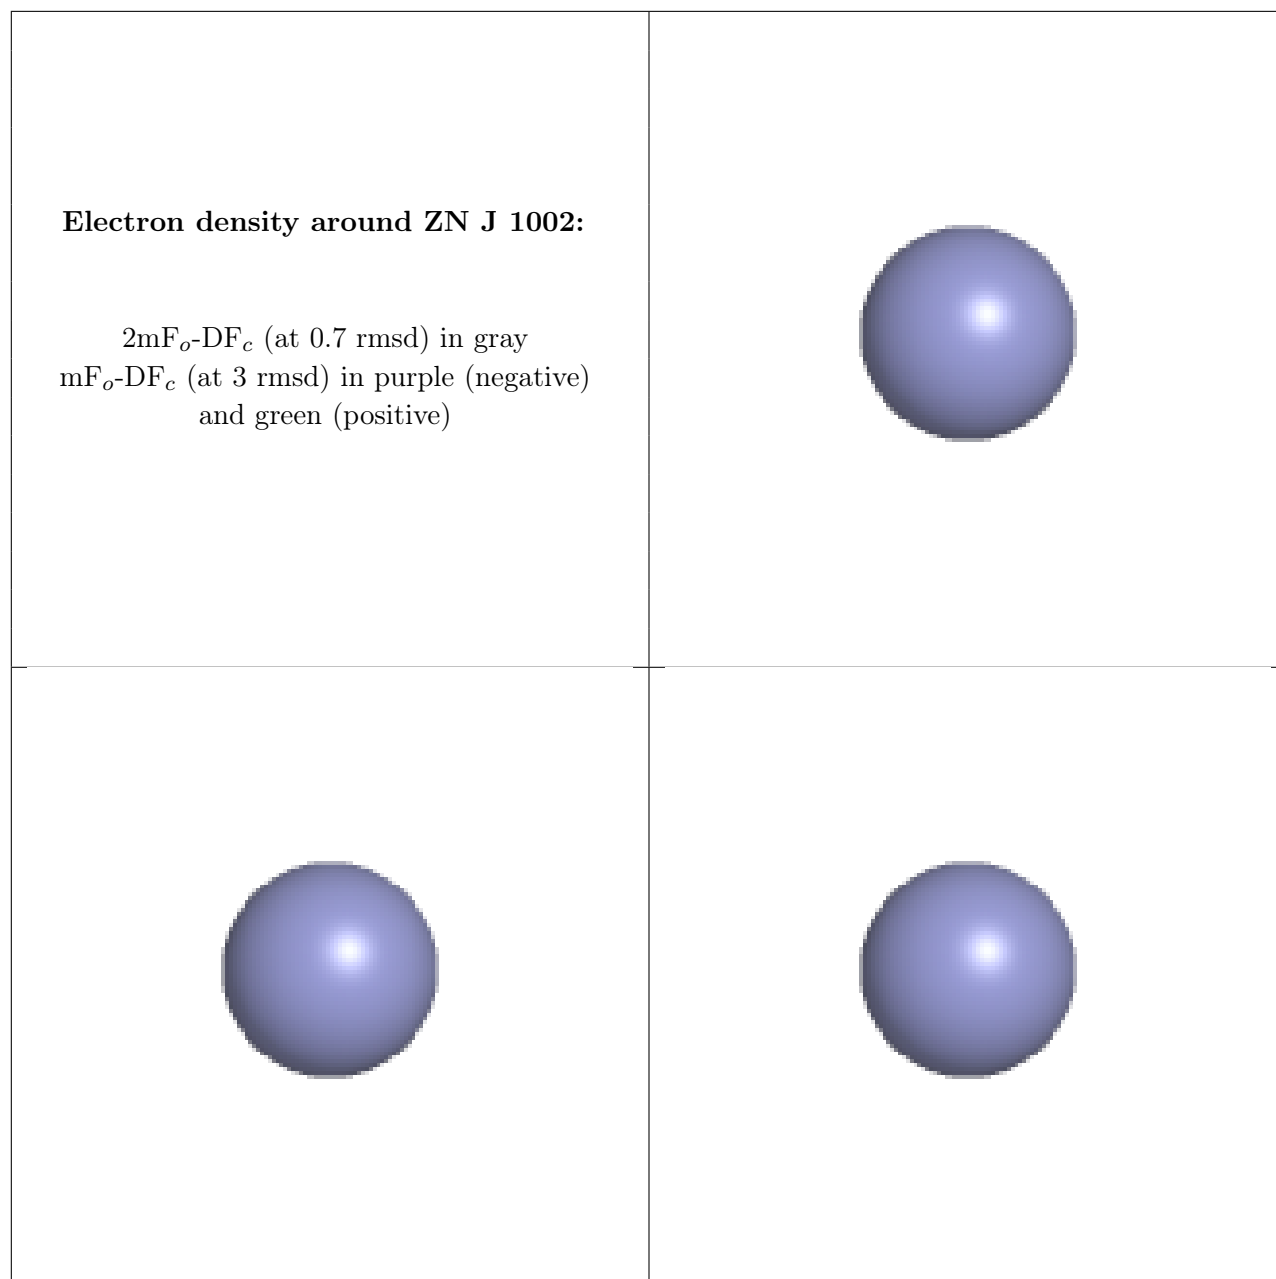 Electron density around ZN J 1002:
2mFo-DFc (at 0.7 rmsd) in gray
mFo-DFc (at 3 rmsd) in purple (negative)
and green (positive)